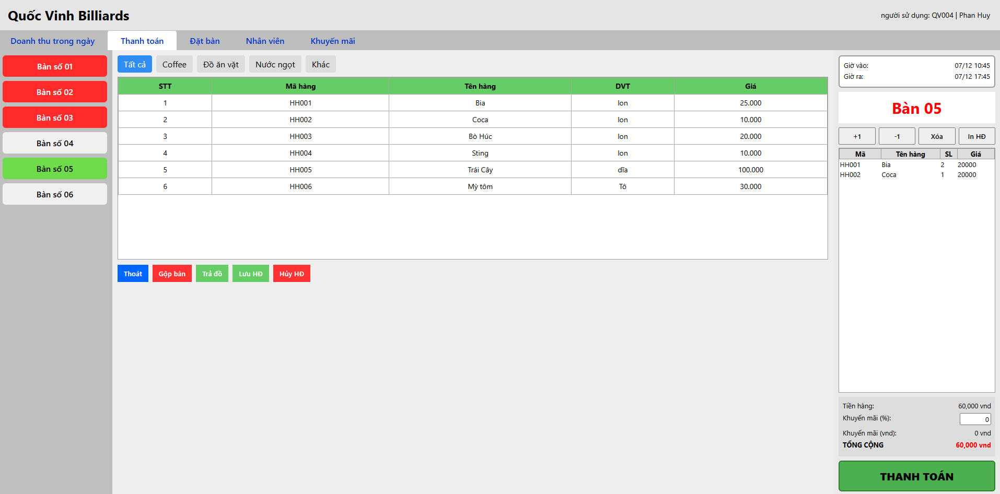 Quốc Vinh Billiards
người sử dụng: QV004 | Phan Huy
Doanh thu trong ngày Thanh toán Đặt bàn Nhân viên Khuyến mãi
Bàn số 01
Bàn số 02
Bàn số 03
Bàn số 04
Bàn số 05
Bàn số 06
Tất cả Coffee Đồ ăn vặt Nước ngọt Khác
STT Mã hàng Tên hàng DVT Giá
1 HH001 Bia lon 25.000
2 HH002 Coca lon 10.000
3 HH003 Bò Húc lon 20.000
4 HH004 Sting lon 10.000
5 HH005 Trái Cây dĩa 100.000
6 HH006 Mỳ tôm Tô 30.000
Thoát Gộp bàn Trả đồ Lưu HĐ Hủy HĐ
Giờ vào: 07/12 10:45
Giờ ra: 07/12 17:45
Bàn 05
+1 -1 Xóa In HĐ
Mã Tên hàng SL Giá
HH001 Bia 2 20000
HH002 Coca 1 20000
Tiền hàng: 60,000 vnd
Khuyến mãi (%): 0
Khuyến mãi (vnd): 0 vnd
TỔNG CỘNG 60,000 vnd
THANH TOÁN